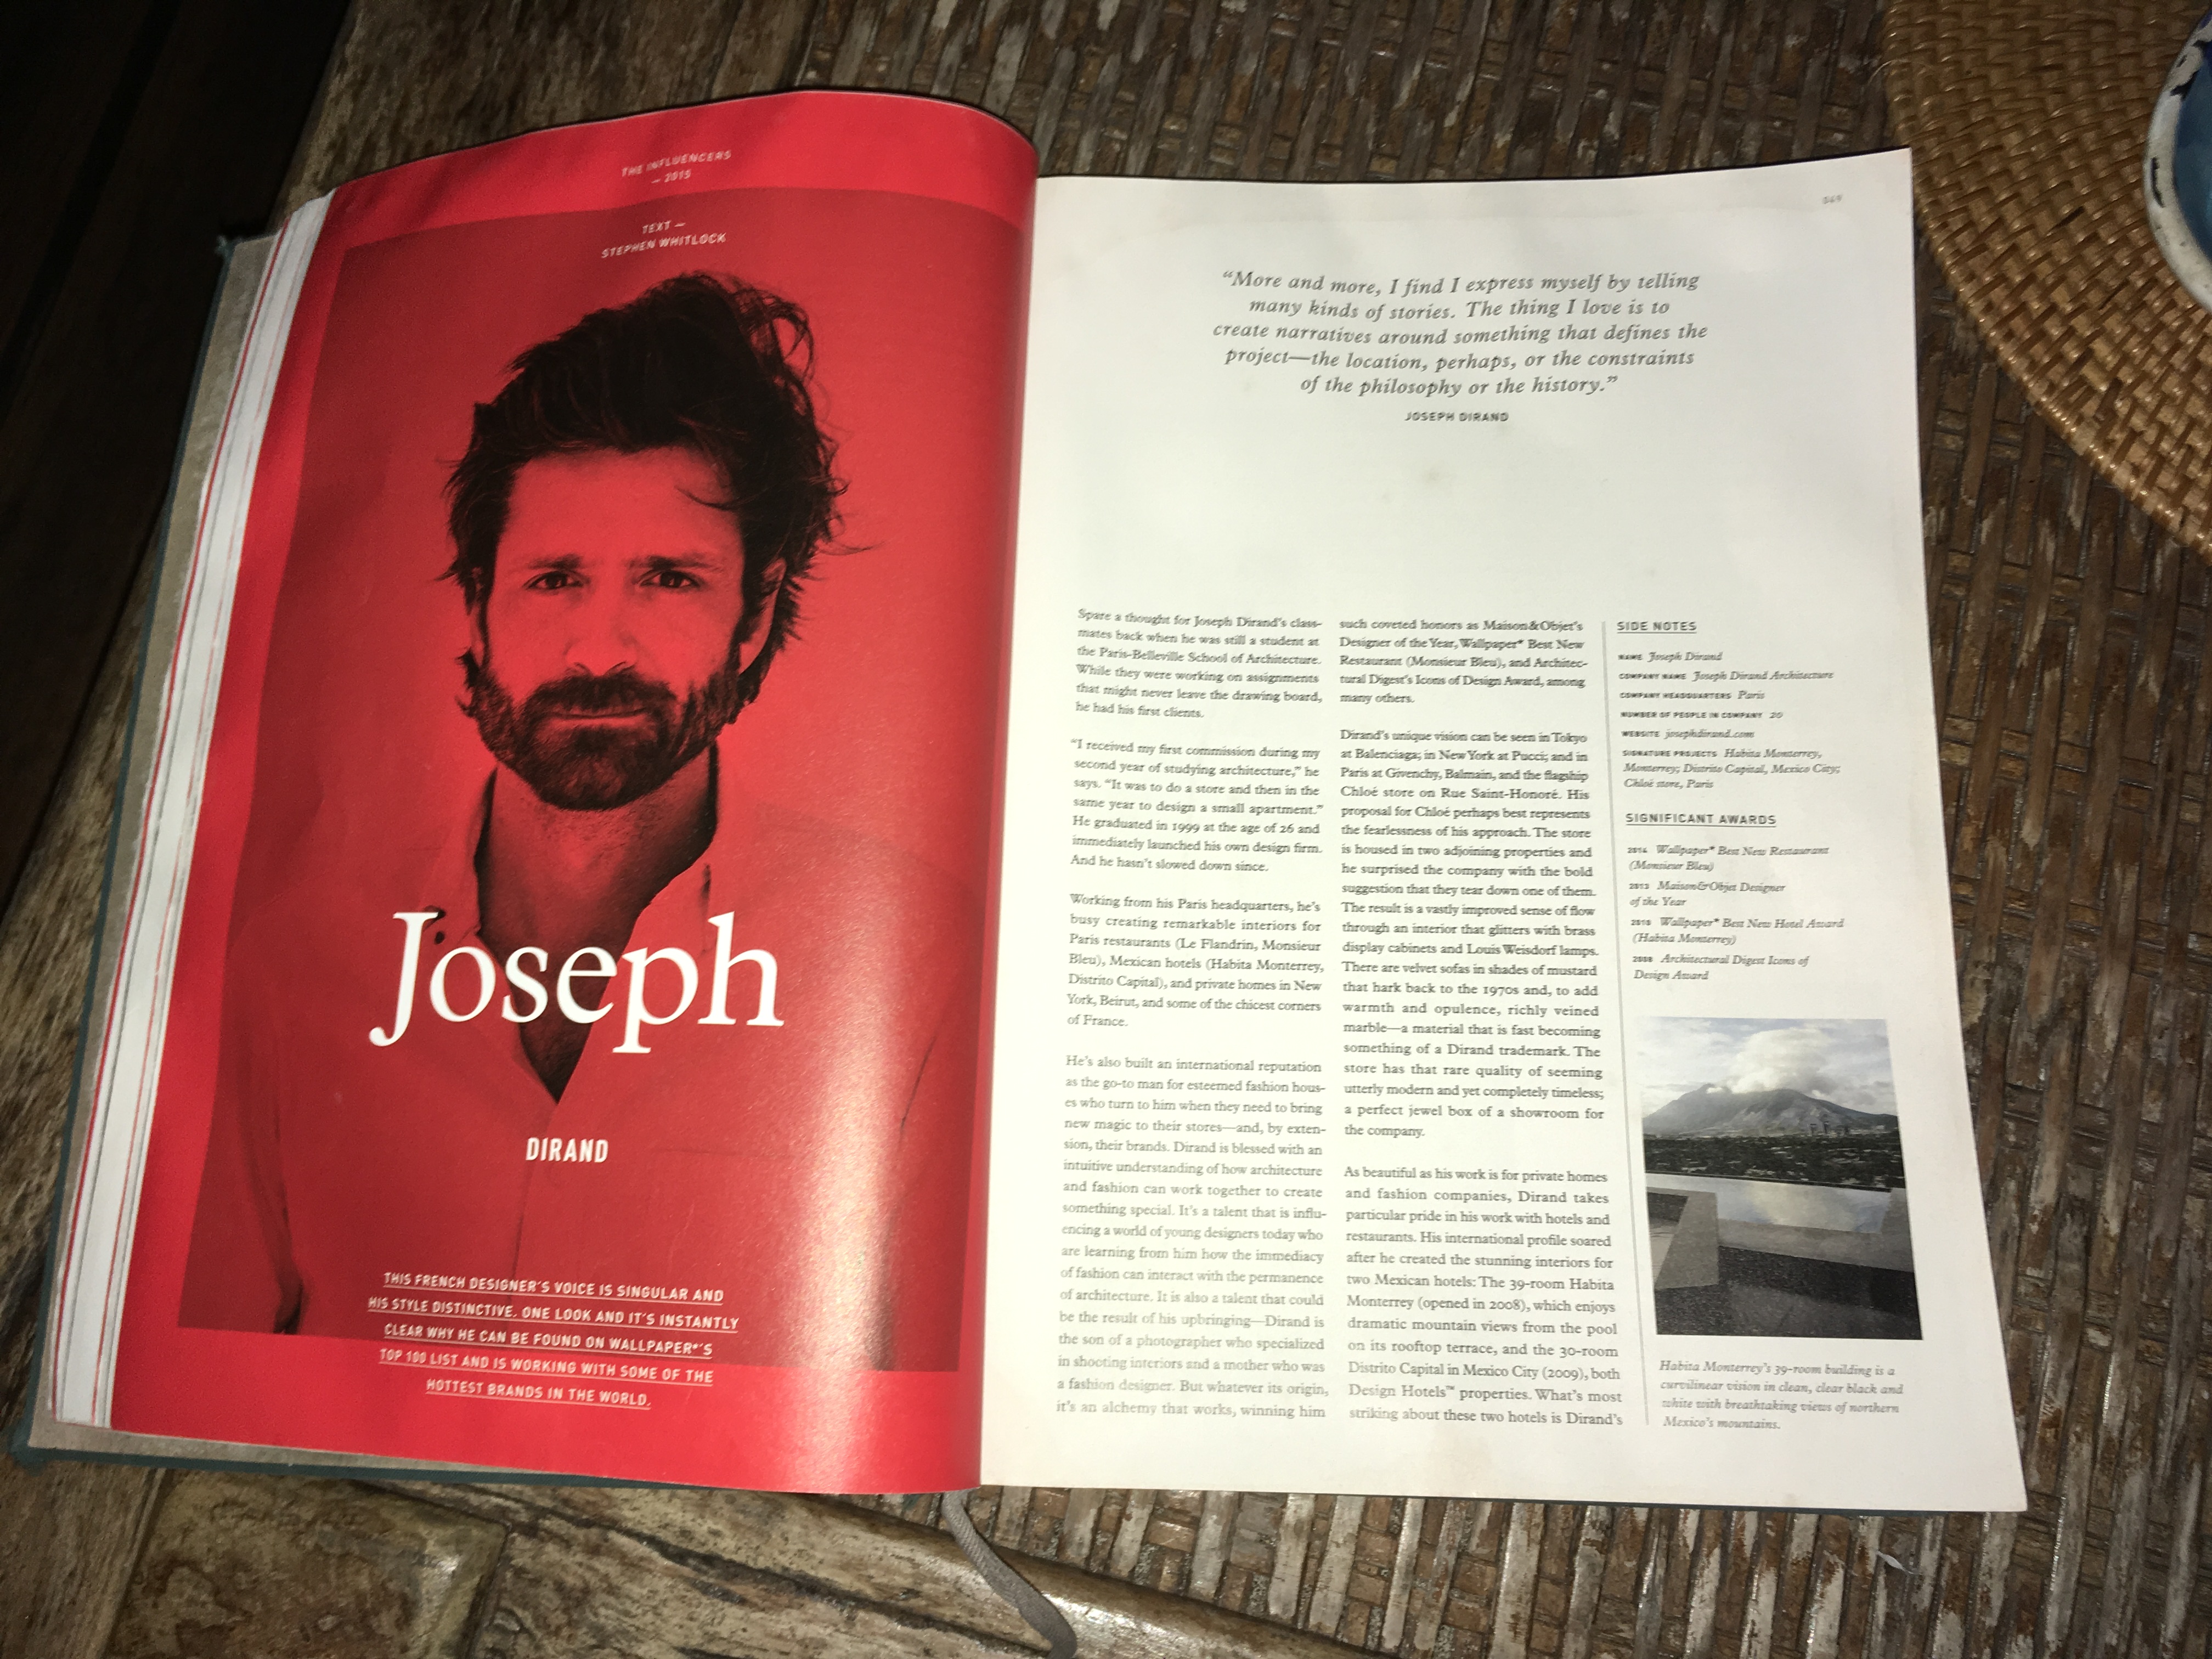 THE INFLUENCERS
— 2015
TEXT —
STEPHEN WHITLOCK
Joseph
DIRAND
THIS FRENCH DESIGNER'S VOICE IS SINGULAR AND
HIS STYLE DISTINCTIVE. ONE LOOK AND IT'S INSTANTLY
CLEAR WHY HE CAN BE FOUND ON WALLPAPER*'S
TOP 100 LIST AND IS WORKING WITH SOME OF THE
HOTTEST BRANDS IN THE WORLD.
“More and more, I find I express myself by telling
many kinds of stories. The thing I love is to
create narratives around something that defines the
project—the location, perhaps, or the constraints
of the philosophy or the history.”
JOSEPH DIRAND
Spare a thought for Joseph Dirand's class-
mates back when he was still a student at
the Paris-Belleville School of Architecture.
While they were working on assignments
that might never leave the drawing board,
he had his first clients.
“I received my first commission during my
second year of studying architecture,” he
says. “It was to do a store and then in the
same year to design a small apartment.”
He graduated in 1999 at the age of 26 and
immediately launched his own design firm.
And he hasn't slowed down since.
Working from his Paris headquarters, he's
busy creating remarkable interiors for
Paris restaurants (Le Flandrin, Monsieur
Bleu), Mexican hotels (Habita Monterrey,
Distrito Capital), and private homes in New
York, Beirut, and some of the chicest corners
of France.
He's also built an international reputation
as the go-to man for esteemed fashion hous-
es who turn to him when they need to bring
new magic to their stores—and, by exten-
sion, their brands. Dirand is blessed with an
intuitive understanding of how architecture
and fashion can work together to create
something special. It's a talent that is influ-
encing a world of young designers today who
are learning from him how the immediacy
of fashion can interact with the permanence
of architecture. It is also a talent that could
be the result of his upbringing—Dirand is
the son of a photographer who specialized
in shooting interiors and a mother who was
a fashion designer. But whatever its origin,
it's an alchemy that works, winning him
such coveted honors as Maison&Objet's
Designer of the Year, Wallpaper* Best New
Restaurant (Monsieur Bleu), and Architec-
tural Digest's Icons of Design Award, among
many others.
Dirand's unique vision can be seen in Tokyo
at Balenciaga; in New York at Pucci; and in
Paris at Givenchy, Balmain, and the flagship
Chloé store on Rue Saint-Honoré. His
proposal for Chloé perhaps best represents
the fearlessness of his approach. The store
is housed in two adjoining properties and
he surprised the company with the bold
suggestion that they tear down one of them.
The result is a vastly improved sense of flow
through an interior that glitters with brass
display cabinets and Louis Weisdorf lamps.
There are velvet sofas in shades of mustard
that hark back to the 1970s and, to add
warmth and opulence, richly veined
marble—a material that is fast becoming
something of a Dirand trademark. The
store has that rare quality of seeming
utterly modern and yet completely timeless;
a perfect jewel box of a showroom for
the company.
As beautiful as his work is for private homes
and fashion companies, Dirand takes
particular pride in his work with hotels and
restaurants. His international profile soared
after he created the stunning interiors for
two Mexican hotels: The 39-room Habita
Monterrey (opened in 2008), which enjoys
dramatic mountain views from the pool
on its rooftop terrace, and the 30-room
Distrito Capital in Mexico City (2009), both
Design Hotels™ properties. What's most
striking about these two hotels is Dirand's
SIDE NOTES
NAME Joseph Dirand
COMPANY NAME Joseph Dirand Architecture
COMPANY HEADQUARTERS Paris
NUMBER OF PEOPLE IN COMPANY 20
WEBSITE josephdirand.com
SIGNATURE PROJECTS Habita Monterrey,
Monterrey; Distrito Capital, Mexico City;
Chloé store, Paris
SIGNIFICANT AWARDS
2014 Wallpaper* Best New Restaurant
(Monsieur Bleu)
Maison&Objet Designer
of the Year
Wallpaper* Best New Hotel Award
(Habita Monterrey)
Architectural Digest Icons of
Design Award
Habita Monterrey's 39-room building is a
curvilinear vision in clean, clear black and
white with breathtaking views of northern
Mexico's mountains.